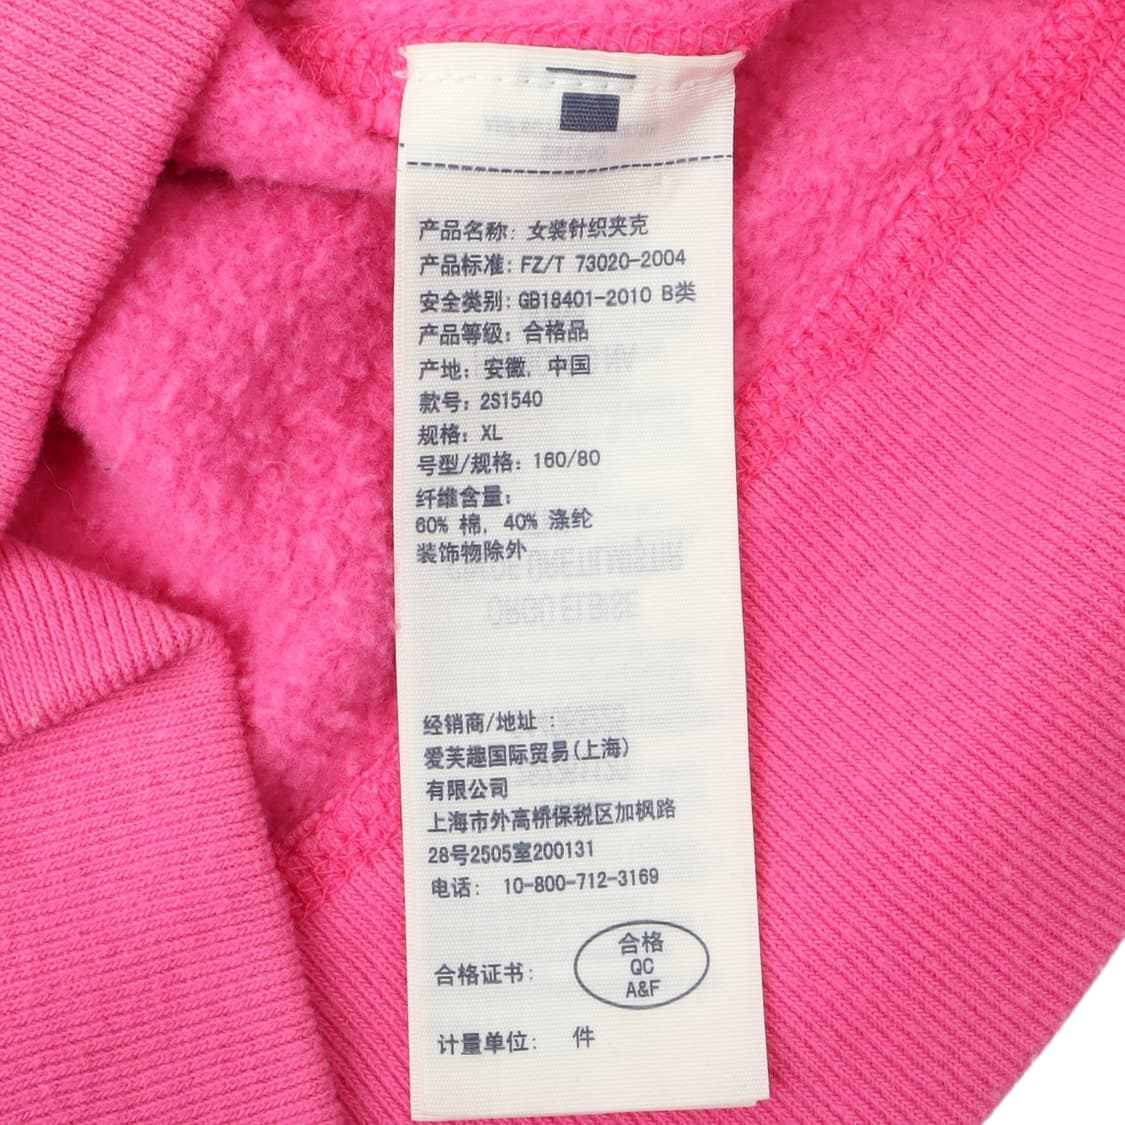 产品名称: 女装针织夹克
产品标准: FZ/T 73020-2004
安全类别: GB18401-2010 B类
产品等级: 合格品
产地: 安徽, 中国
款号: 2S1540
规格: XL
号型/规格: 160/80
纤维含量:
60% 棉, 40% 涤纶
装饰物除外
经销商/地址 :
爱芙趣国际贸易(上海)
有限公司
上海市外高桥保税区加枫路
28号2505室200131
电话: 10-800-712-3169
合格证书:
合格
QC
A&F
计量单位: 件